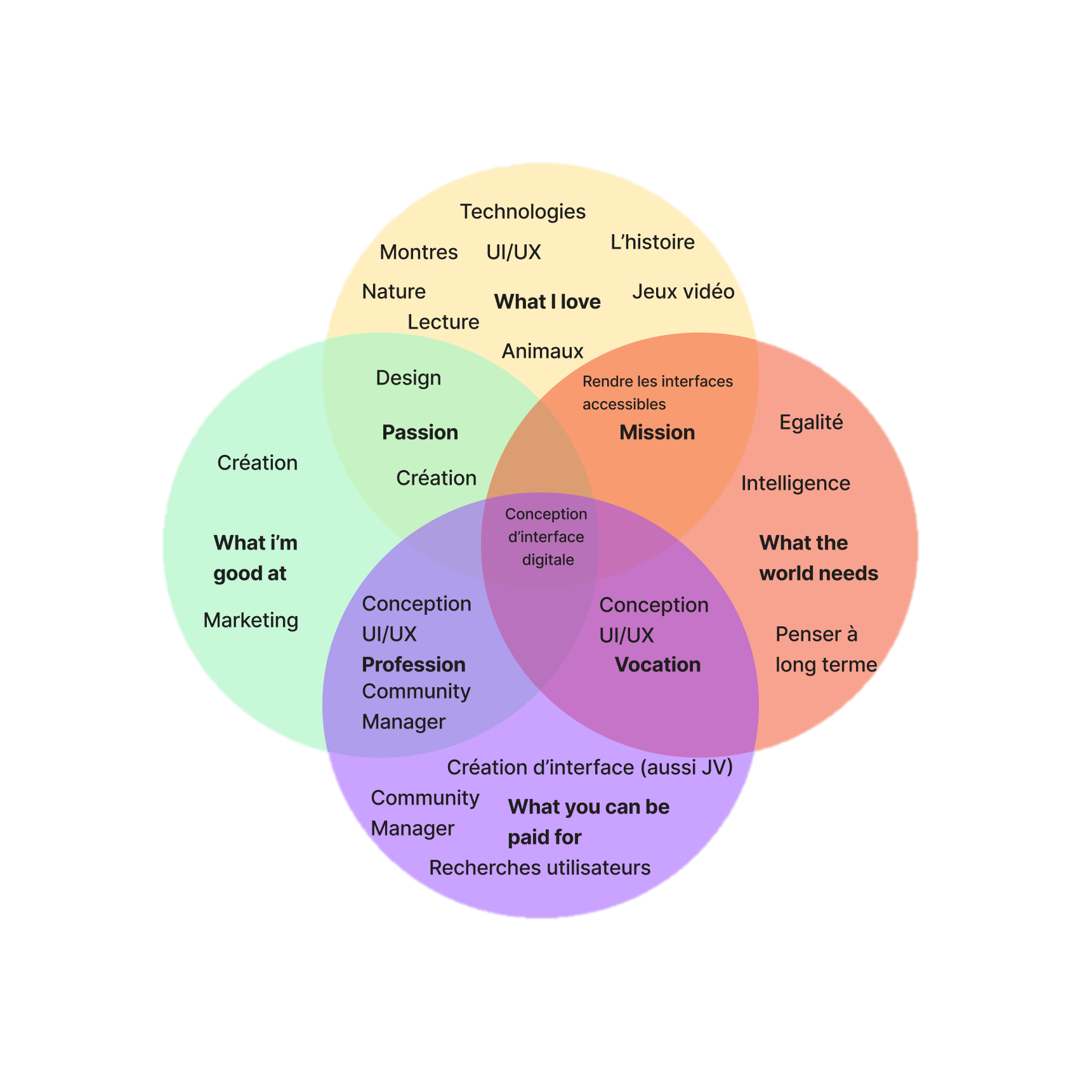 Technologies
Montres
UI/UX
L’histoire
Nature
What I love
Jeux vidéo
Lecture
Animaux
Design
Passion
Création
Rendre les interfaces
accessibles
Mission
Création
What i’m
good at
Marketing
Egalité
Intelligence
What the
world needs
Penser à
long terme
Conception
d’interface
digitale
Conception
UI/UX
Profession
Community
Manager
Conception
UI/UX
Vocation
Création d’interface (aussi JV)
Community
Manager
What you can be
paid for
Recherches utilisateurs